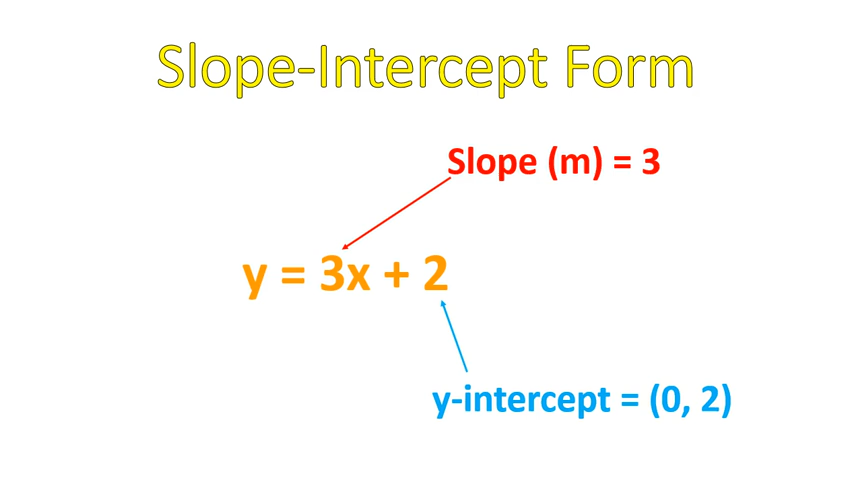 Slope-Intercept Form
Slope (m) = 3
y = 3x + 2
y-intercept = (0, 2)